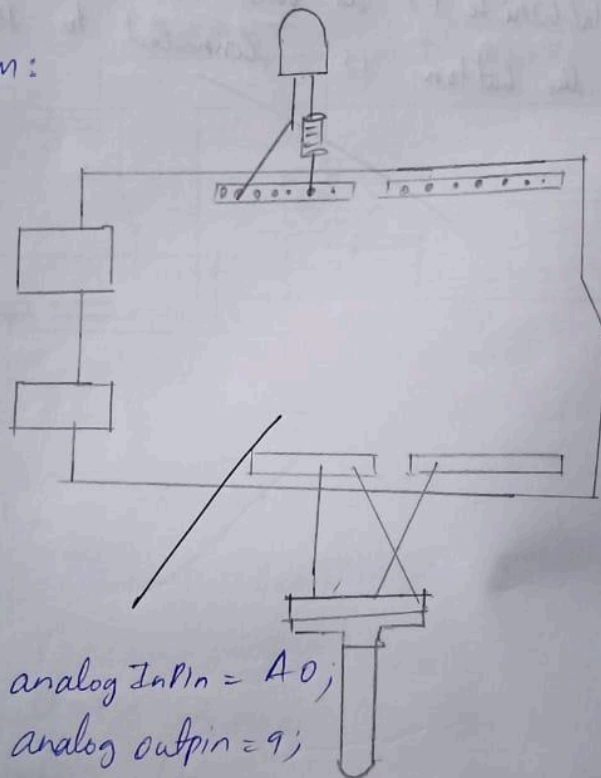 m:
analog InPin = A0;
analog outpin = 9;